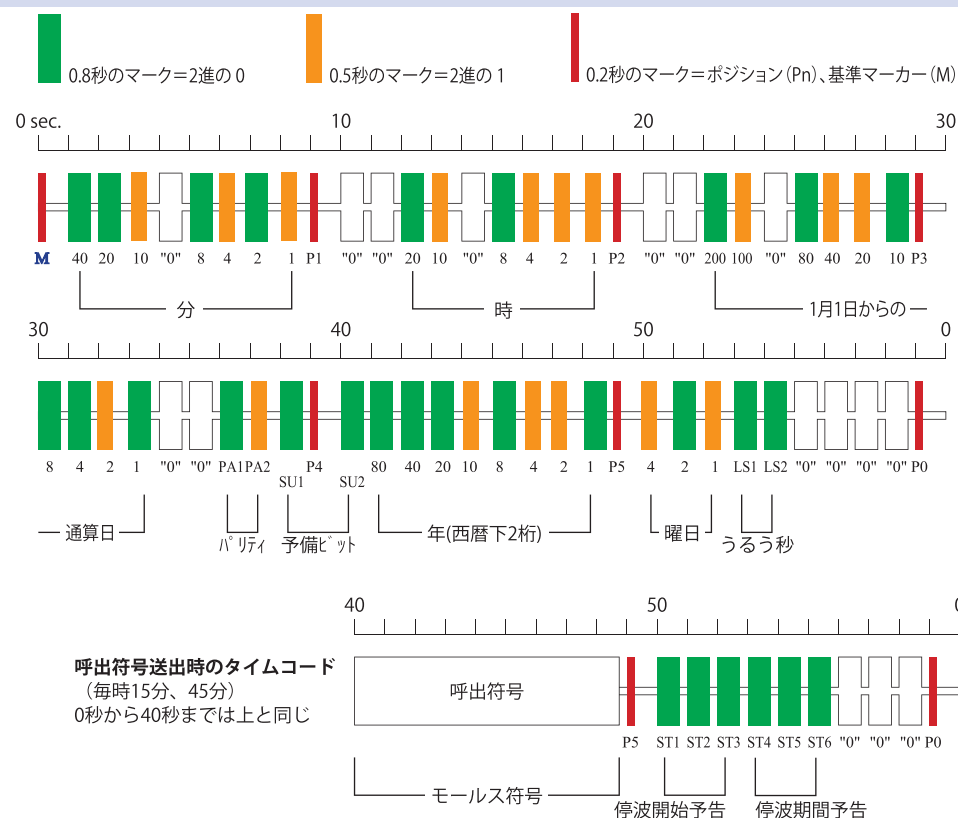 0.8秒のマーク＝2進の 0
0.5秒のマーク＝2進の 1
0.2秒のマーク＝ポジション（Pn）、基準マーカー（M）
0 sec. 10 20 30
M 40 20 10 "0" 8 4 2 1 P1 "0" "0" 20 10 "0" 8 4 2 1 P2 "0" "0" 200 100 "0" 80 40 20 10 P3
分 時 1月1日からの
30 40 50 0
8 4 2 1 "0" "0" PA1 PA2 SU1 P4 SU2 80 40 20 10 8 4 2 1 P5 4 2 1 LS1 LS2 "0" "0" "0" "0" P0
通算日 パリティ 予備ビット 年(西暦下2桁) 曜日 うるう秒
40 50
呼出符号送出時のタイムコード
（毎時15分、45分）
0秒から40秒までは上と同じ
呼出符号
P5 ST1 ST2 ST3 ST4 ST5 ST6 "0" "0" "0" P0
モールス符号
停波開始予告 停波期間予告